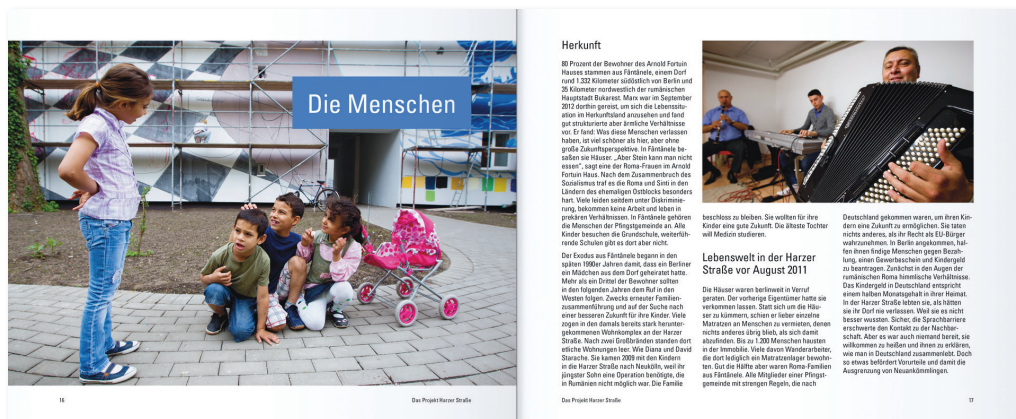 Die Menschen
16
Das Projekt Harzer Straße
Herkunft
80 Prozent der Bewohner des Arnold Fortuin
Hauses stammen aus Fântânele, einem Dorf
rund 1.332 Kilometer südöstlich von Berlin und
35 Kilometer nordwestlich der rumänischen
Hauptstadt Bukarest. Marx war im September
2012 dorthin gereist, um sich die Lebenssitu-
ation im Herkunftsland anzusehen und fand
gut strukturierte aber ärmliche Verhältnisse
vor. Er fand: Was diese Menschen verlassen
haben, ist viel schöner als hier, aber ohne
große Zukunftsperspektive. In Fântânele be-
saßen sie Häuser. „Aber Stein kann man nicht
essen", sagt eine der Roma-Frauen im Arnold
Fortuin Haus. Nach dem Zusammenbruch des
Sozialismus traf es die Roma und Sinti in den
Ländern des ehemaligen Ostblocks besonders
hart. Viele leiden seitdem unter Diskriminie-
rung, bekommen keine Arbeit und leben in
prekären Verhältnissen. In Fântânele gehören
die Menschen der Pfingstgemeinde an. Alle
Kinder besuchen die Grundschule, weiterfüh-
rende Schulen gibt es dort aber nicht.
Der Exodus aus Fântânele begann in den
späten 1990er Jahren damit, dass ein Berliner
ein Mädchen aus dem Dorf geheiratet hatte.
Mehr als ein Drittel der Bewohner sollten
in den folgenden Jahren dem Ruf in den
Westen folgen. Zwecks erneuter Familien-
zusammenführung und auf der Suche nach
einer besseren Zukunft für ihre Kinder. Viele
zogen in den damals bereits stark herunter-
gekommenen Wohnkomplex an der Harzer
Straße. Nach zwei Großbränden standen dort
etliche Wohnungen leer. Wie Diana und David
Starache. Sie kamen 2009 mit den Kindern
in die Harzer Straße nach Neukölln, weil ihr
jüngster Sohn eine Operation benötigte, die
in Rumänien nicht möglich war. Die Familie
beschloss zu bleiben. Sie wollten für ihre
Kinder eine gute Zukunft. Die älteste Tochter
will Medizin studieren.
Lebenswelt in der Harzer
Straße vor August 2011
Die Häuser waren berlinweit in Verruf
geraten. Der vorherige Eigentümer hatte sie
verkommen lassen. Statt sich um die Häu-
ser zu kümmern, schien er lieber einzelne
Matratzen an Menschen zu vermieten, denen
nichts anderes übrig blieb, als sich damit
abzufinden. Bis zu 1.200 Menschen hausten
in der Immobilie. Viele davon Wanderarbeiter,
die dort lediglich ein Matratzenlager bewohn-
ten. Gut die Hälfte aber waren Roma-Familien
aus Fântânele. Alle Mitglieder einer Pfingst-
gemeinde mit strengen Regeln, die nach
Deutschland gekommen waren, um ihren Kin-
dern eine Zukunft zu ermöglichen. Sie taten
nichts anderes, als ihr Recht als EU-Bürger
wahrzunehmen. In Berlin angekommen, hal-
fen ihnen findige Menschen gegen Bezah-
lung, einen Gewerbeschein und Kindergeld
zu beantragen. Zunächst in den Augen der
rumänischen Roma himmlische Verhältnisse.
Das Kindergeld in Deutschland entspricht
einem halben Monatsgehalt in ihrer Heimat.
In der Harzer Straße lebten sie, als hätten
sie ihr Dorf nie verlassen. Weil sie es nicht
besser wussten. Sicher, die Sprachbarriere
erschwerte den Kontakt zu der Nachbar-
schaft. Aber es war auch niemand bereit, sie
willkommen zu heißen und ihnen zu erklären,
wie man in Deutschland zusammenlebt. Doch
so etwas befördert Vorurteile und damit die
Ausgrenzung von Neuankömmlingen.
Das Projekt Harzer Straße
17